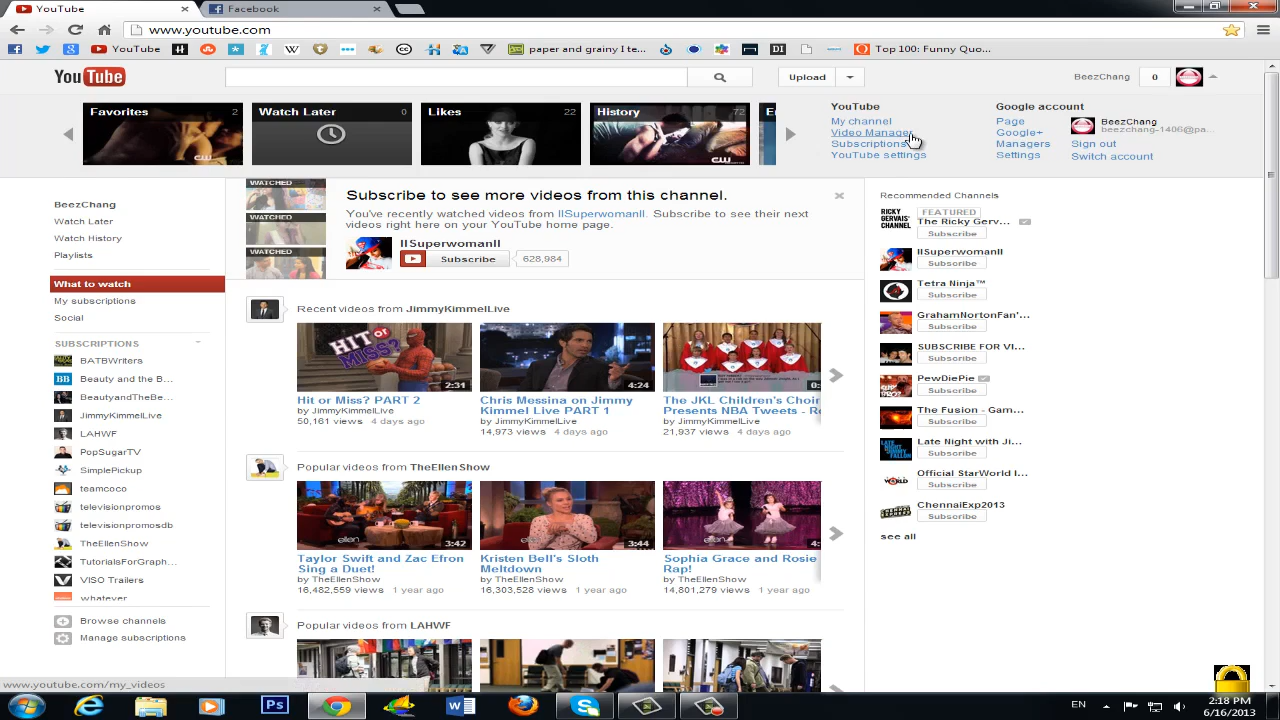 YouTube
Facebook
www.youtube.com
YouTube
paper and grainy I te...
Top 100: Funny Quo...
YouTube
Upload
BeezChang
0
Favorites 2
Watch Later 0
Likes 22
History 72
YouTube
My channel
Video Manager
Subscriptions
YouTube settings
Google account
Page
Google+
Managers
Settings
BeezChang
beezchang-1406@pa...
Sign out
Switch account
BeezChang
Watch Later
Watch History
Playlists
What to watch
My subscriptions
Social
SUBSCRIPTIONS
BATBWriters
Beauty and the B...
BeautyandTheBe...
JimmyKimmelLive
LAHWF
PopSugarTV
SimplePickup
teamcoco
televisionpromos
televisionpromosdb
TheEllenShow
TutorialsForGraph...
VISO Trailers
whatever
Browse channels
Manage subscriptions
WATCHED
WATCHED
WATCHED
Subscribe to see more videos from this channel.
You've recently watched videos from IISuperwomanII. Subscribe to see their next
videos right here on your YouTube home page.
IISuperwomanII
Subscribe
628,984
Recent videos from JimmyKimmelLive
HIT or MISS?
2:31
4:24
0:
Hit or Miss? PART 2
by JimmyKimmelLive
50,161 views 4 days ago
Chris Messina on Jimmy
Kimmel Live PART 1
by JimmyKimmelLive
14,973 views 4 days ago
The JKL Children's Choir
Presents NBA Tweets - Re
by JimmyKimmelLive
21,937 views 4 days ago
Popular videos from TheEllenShow
ellen
3:42
ellen
3:44
ellen
4:
Taylor Swift and Zac Efron
Sing a Duet!
by TheEllenShow
16,482,559 views 1 year ago
Kristen Bell's Sloth
Meltdown
by TheEllenShow
16,303,528 views 1 year ago
Sophia Grace and Rosie
Rap!
by TheEllenShow
14,801,279 views 1 year ago
Popular videos from LAHWF
Recommended Channels
RICKY GERVAIS' CHANNEL
FEATURED
The Ricky Gerv...
Subscribe
IISuperwomanII
Subscribe
Tetra Ninja™
Subscribe
GrahamNortonFan'...
Subscribe
SUBSCRIBE FOR VI...
Subscribe
PewDiePie
Subscribe
The Fusion - Gam...
Subscribe
Late Night with Ji...
Subscribe
Official StarWorld I...
Subscribe
ChennaiExp2013
Subscribe
see all
www.youtube.com/my_videos
EN
2:18 PM
6/16/2013